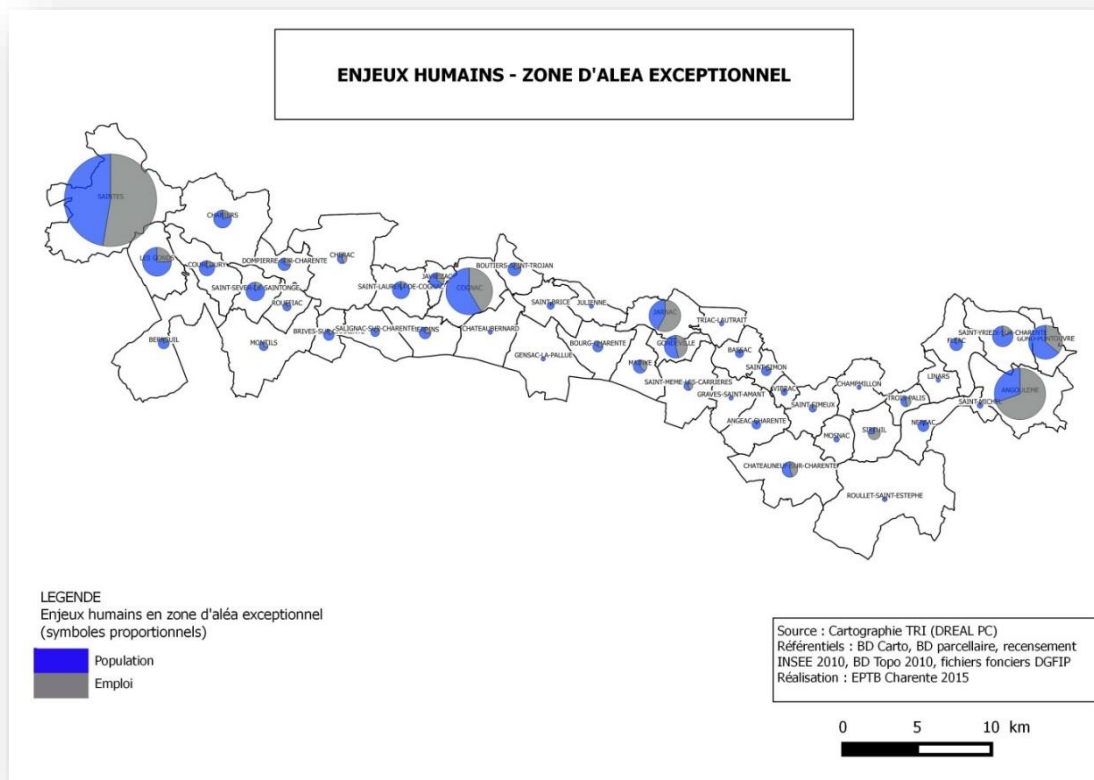 ENJEUX HUMAINS - ZONE D'ALEA EXCEPTIONNEL
SAINTES
CHANIERS
LES GONDS
COURCOURY
DOMPIERRE-SUR-CHARENTE
CHERAC
SAINT-SEVER-DE-SAINTONGE
ROUFFIAC
SAINT-LAURENT-DE-COGNAC
JAVREZAC
COGNAC
BOUTIERS-SAINT-TROJAN
BERNEUIL
MONTILS
BRIVES-SUR-CHARENTE
SALIGNAC-SUR-CHARENTE
MERPINS
CHATEAUBERNARD
SAINT-BRICE
JULIENNE
GENSAC-LA-PALLUE
BOURG-CHARENTE
JARNAC
TRIAC-LAUTRAIT
GONDEVILLE
MAINXE
BASSAC
SAINT-SIMON
SAINT-MEME-LES-CARRIERES
GRAVES-SAINT-AMANT
VIBRAC
ANGEAC-CHARENTE
SAINT-SIMEUX
CHAMPMILLON
MOSNAC
CHATEAUNEUF-SUR-CHARENTE
SIREUIL
TROIS-PALIS
LINARS
FLEAC
SAINT-YRIEIX-SUR-CHARENTE
GOND-PONTOUVRE
ANGOULEME
SAINT-MICHEL
NERSAC
ROULLET-SAINT-ESTEPHE
LEGENDE
Enjeux humains en zone d'aléa exceptionnel
(symboles proportionnels)
Population
Emploi
Source : Cartographie TRI (DREAL PC)
Référentiels : BD Carto, BD parcellaire, recensement
INSEE 2010, BD Topo 2010, fichiers fonciers DGFIP
Réalisation : EPTB Charente 2015
0 5 10 km